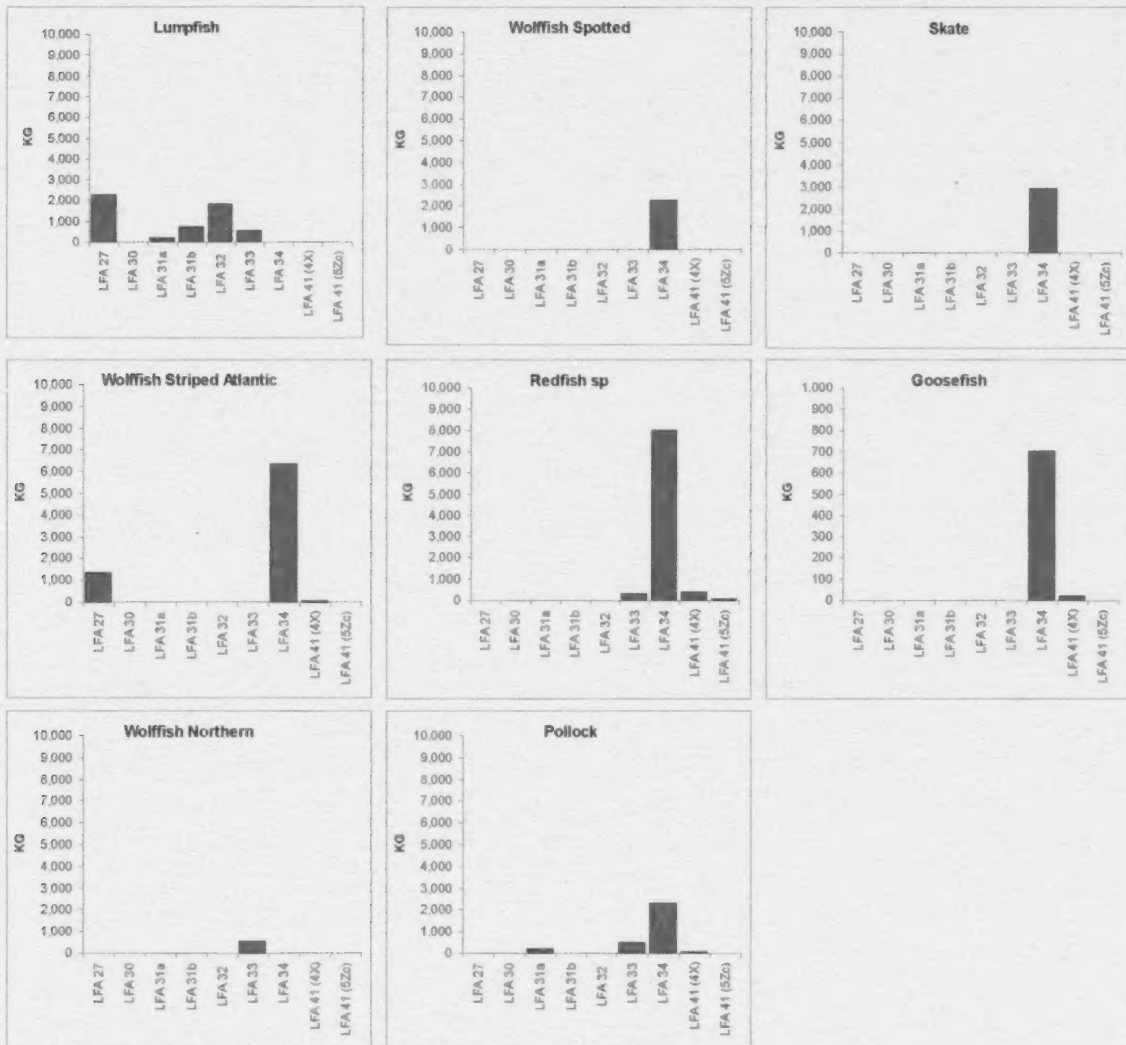 Lumpfish
10,000
9,000
8,000
7,000
6,000
5,000
4,000
3,000
2,000
1,000
0
KG
LFA 27
LFA 30
LFA 31a
LFA 31b
LFA 32
LFA 33
LFA 34
LFA 41 (4X)
LFA 41 (5Zc)
Wolffish Spotted
10,000
9,000
8,000
7,000
6,000
5,000
4,000
3,000
2,000
1,000
0
KG
LFA 27
LFA 30
LFA 31a
LFA 31b
LFA 32
LFA 33
LFA 34
LFA 41 (4X)
LFA 41 (5Zc)
Skate
10,000
9,000
8,000
7,000
6,000
5,000
4,000
3,000
2,000
1,000
0
KG
LFA 27
LFA 30
LFA 31a
LFA 31b
LFA 32
LFA 33
LFA 34
LFA 41 (4X)
LFA 41 (5Zc)
Wolffish Striped Atlantic
10,000
9,000
8,000
7,000
6,000
5,000
4,000
3,000
2,000
1,000
0
KG
LFA 27
LFA 30
LFA 31a
LFA 31b
LFA 32
LFA 33
LFA 34
LFA 41 (4X)
LFA 41 (5Zc)
Redfish sp
10,000
9,000
8,000
7,000
6,000
5,000
4,000
3,000
2,000
1,000
0
KG
LFA 27
LFA 30
LFA 31a
LFA 31b
LFA 32
LFA 33
LFA 34
LFA 41 (4X)
LFA 41 (5Zc)
Goosefish
1,000
900
800
700
600
500
400
300
200
100
0
KG
LFA 27
LFA 30
LFA 31a
LFA 31b
LFA 32
LFA 33
LFA 34
LFA 41 (4X)
LFA 41 (5Zc)
Wolffish Northern
10,000
9,000
8,000
7,000
6,000
5,000
4,000
3,000
2,000
1,000
0
KG
LFA 27
LFA 30
LFA 31a
LFA 31b
LFA 32
LFA 33
LFA 34
LFA 41 (4X)
LFA 41 (5Zc)
Pollock
10,000
9,000
8,000
7,000
6,000
5,000
4,000
3,000
2,000
1,000
0
KG
LFA 27
LFA 30
LFA 31a
LFA 31b
LFA 32
LFA 33
LFA 34
LFA 41 (4X)
LFA 41 (5Zc)